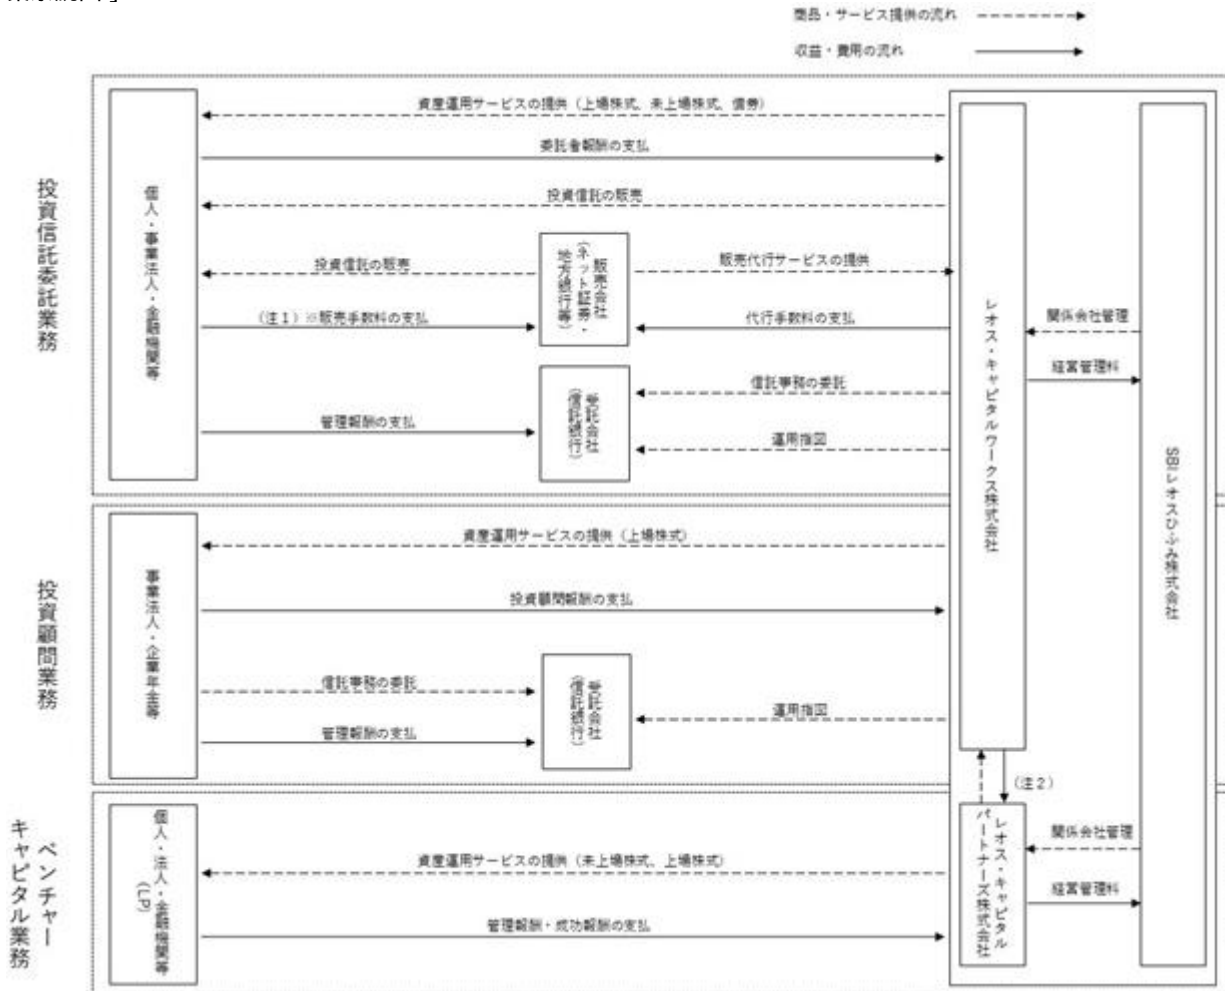 商品・サービス提供の流れ
収益・費用の流れ
投資信託委託業務
個人・事業法人・金融機関等
資産運用サービスの提供（上場株式、未上場株式、債券）
委託者報酬の支払
投資信託の販売
投資信託の販売
（注１）※販売手数料の支払
販売会社
（ネット証券・
地方銀行等）
販売代行サービスの提供
代行手数料の支払
管理報酬の支払
受託会社
（信託銀行）
信託事務の委託
運用指図
レオス・キャピタルワークス株式会社
関係会社管理
経営管理料
SBIレオスひふみ株式会社
投資顧問業務
事業法人・企業年金等
資産運用サービスの提供（上場株式）
投資顧問報酬の支払
信託事務の委託
管理報酬の支払
受託会社
（信託銀行）
運用指図
（注２）
ベンチャー
キャピタル業務
個人・法人・金融機関等
（LP）
資産運用サービスの提供（未上場株式、上場株式）
管理報酬・成功報酬の支払
レオス・キャピタル
パートナーズ株式会社
関係会社管理
経営管理料